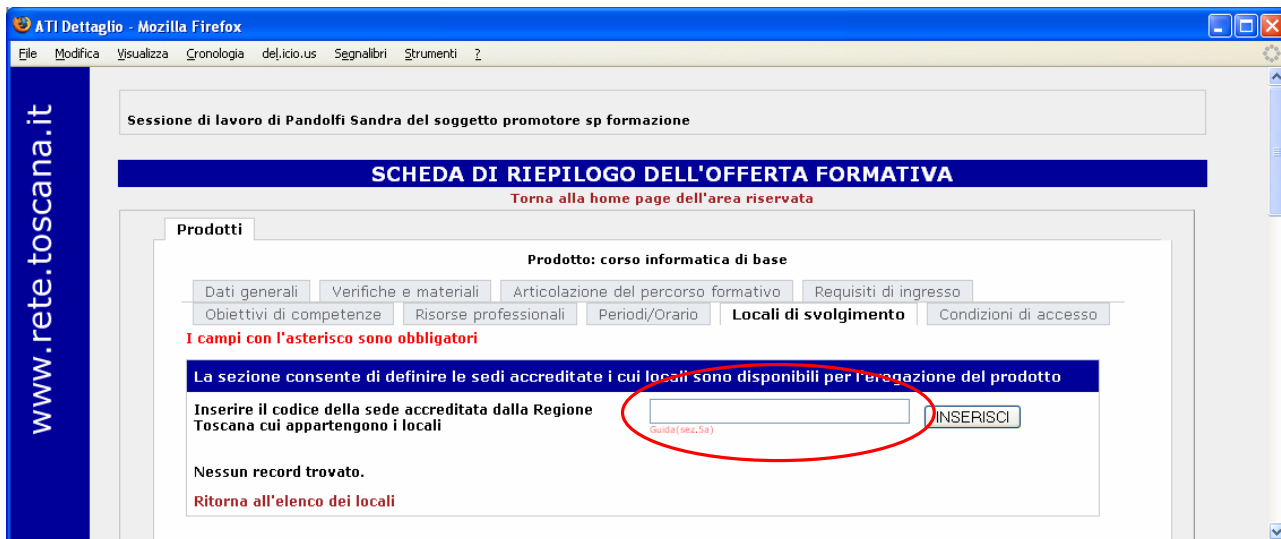 ATI Dettaglio - Mozilla Firefox
File Modifica Visualizza Cronologia del.icio.us Segnalibri Strumenti ?
www.rete.toscana.it
Sessione di lavoro di Pandolfi Sandra del soggetto promotore sp formazione
SCHEDA DI RIEPILOGO DELL'OFFERTA FORMATIVA
Torna alla home page dell'area riservata
Prodotti
Prodotto: corso informatica di base
Dati generali Verifiche e materiali Articolazione del percorso formativo Requisiti di ingresso
Obiettivi di competenze Risorse professionali Periodi/Orario Locali di svolgimento Condizioni di accesso
I campi con l'asterisco sono obbligatori
La sezione consente di definire le sedi accreditate i cui locali sono disponibili per l'erogazione del prodotto
Inserire il codice della sede accreditata dalla Regione
Toscana cui appartengono i locali
Guida(sez.5a)
INSERISCI
Nessun record trovato.
Ritorna all'elenco dei locali